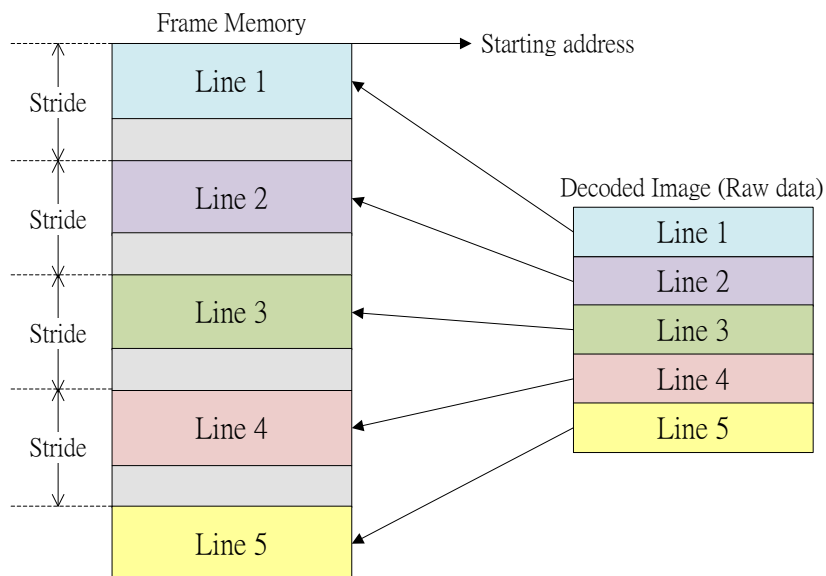 Frame Memory
Starting address
Line 1
Stride
Line 2
Stride
Line 3
Stride
Line 4
Stride
Line 5
Decoded Image (Raw data)
Line 1
Line 2
Line 3
Line 4
Line 5